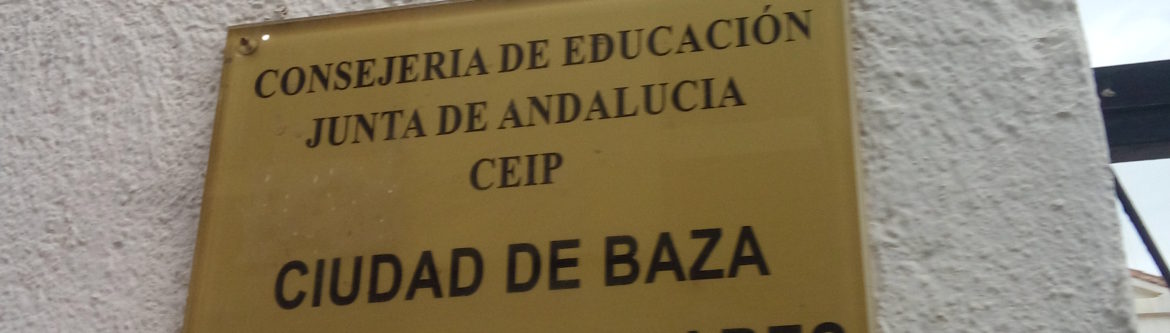 CONSEJERIA DE EDUCACIÓN
JUNTA DE ANDALUCIA
CEIP
CIUDAD DE BAZA